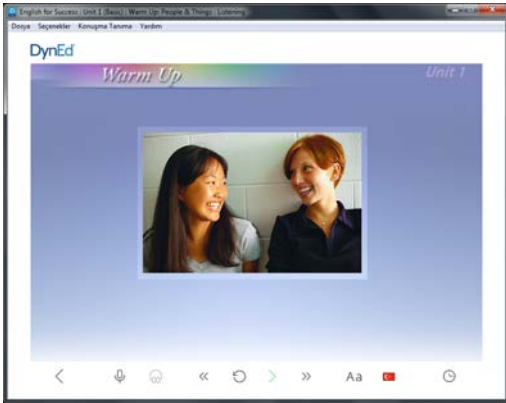 English for Success : Unit 1 (Basic) : Warm Up: People & Things : Listening
Dosya Seçenekler Konuşma Tanıma Yardım
DynEd
Warm Up
Unit 1
Aa